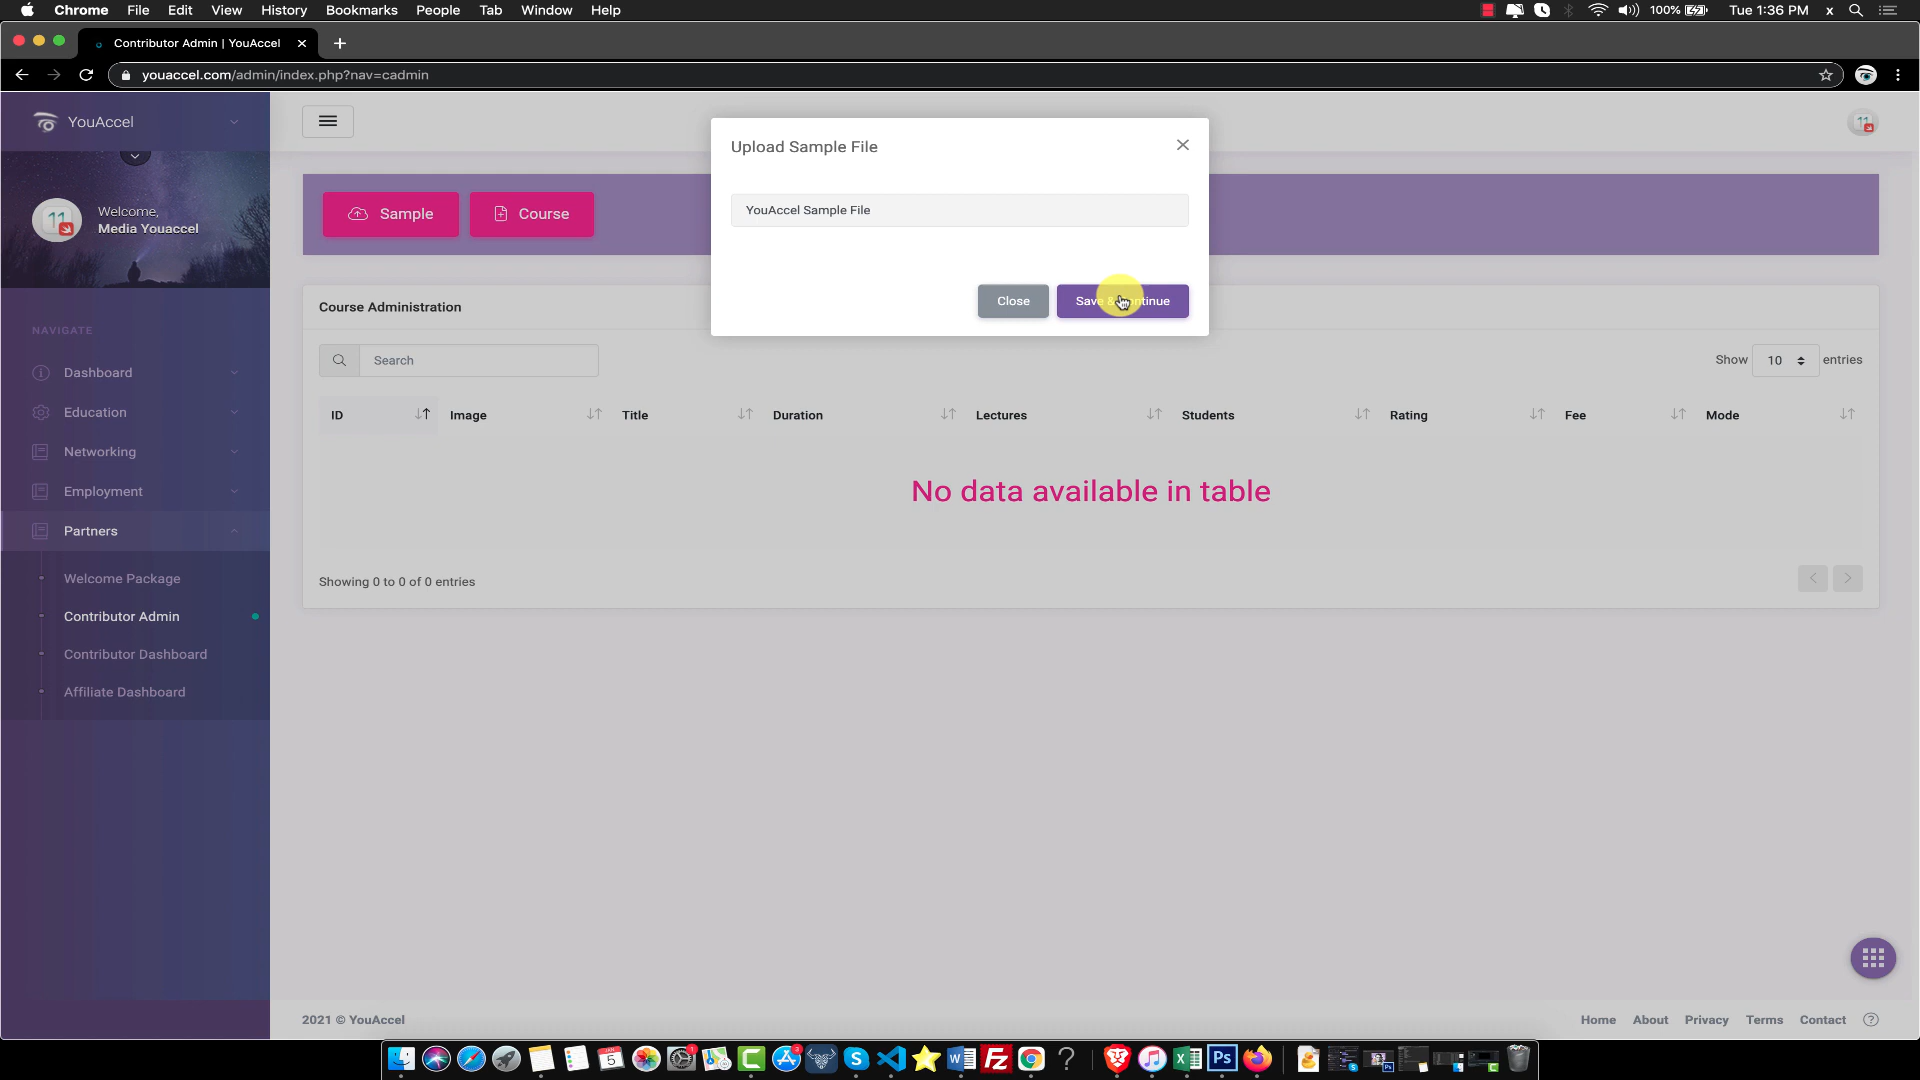 Chrome File Edit View History Bookmarks People Tab Window Help
100% Tue 1:36 PM x
Contributor Admin | YouAccel
youaccel.com/admin/index.php?nav=cadmin
YouAccel
Welcome,
Media Youaccel
NAVIGATE
Dashboard
Education
Networking
Employment
Partners
Welcome Package
Contributor Admin
Contributor Dashboard
Affiliate Dashboard
Sample
Course
Upload Sample File
YouAccel Sample File
Close
Save & Continue
Course Administration
Search
Show 10 entries
ID Image Title Duration Lectures Students Rating Fee Mode
No data available in table
Showing 0 to 0 of 0 entries
2021 © YouAccel
Home About Privacy Terms Contact